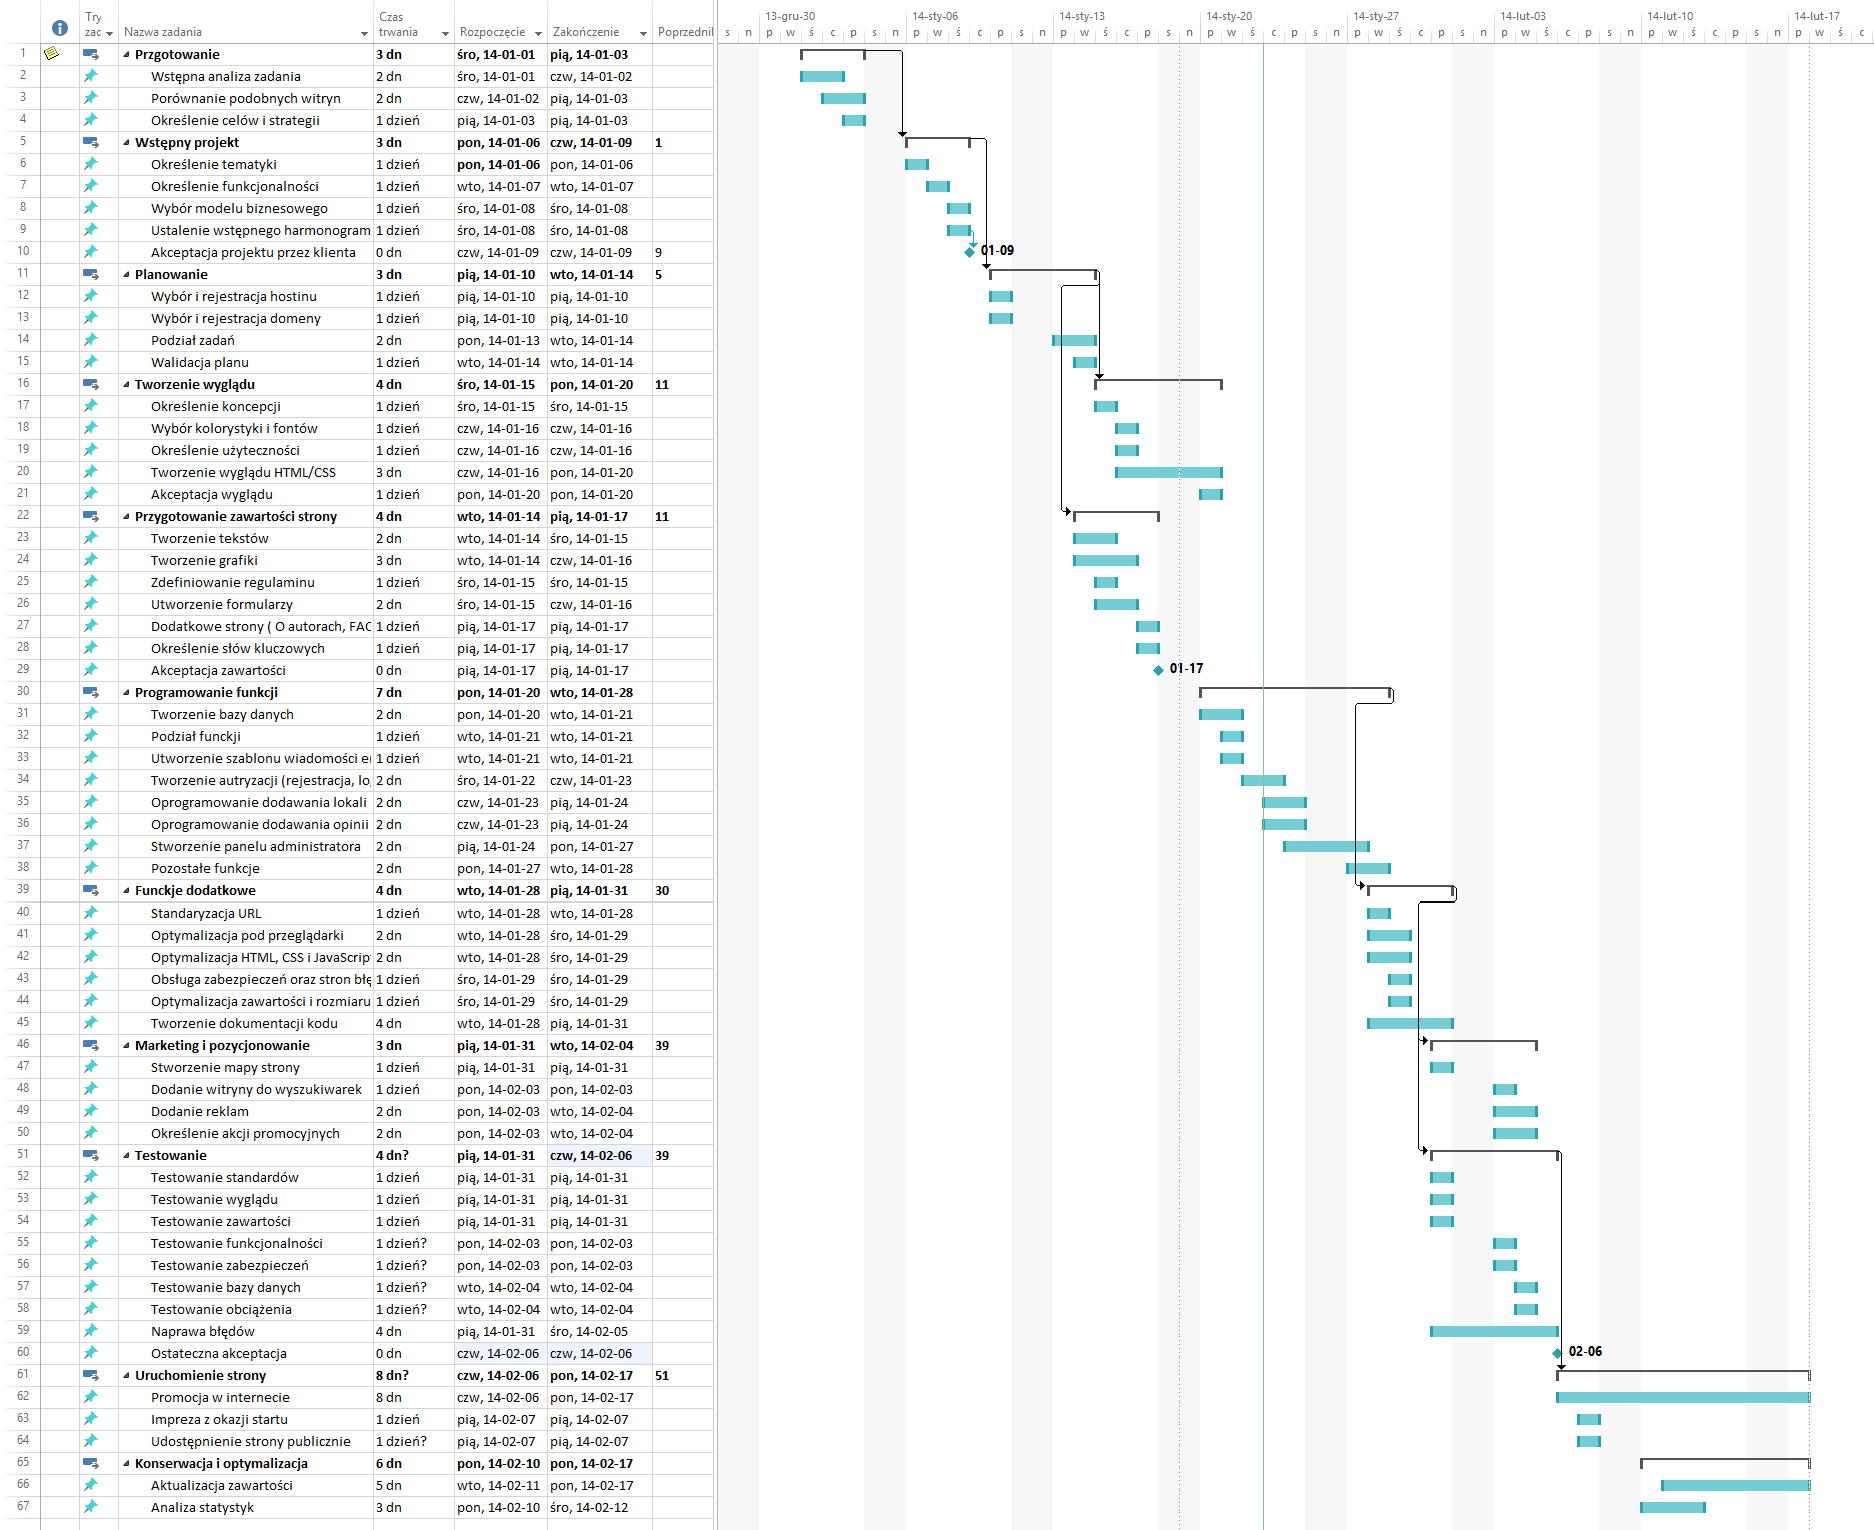 Try
zac
Nazwa zadania
Czas
trwania
Rozpoczęcie
Zakończenie
Poprzednil
13-gru-30 14-sty-06 14-sty-13 14-sty-20 14-sty-27 14-lut-03 14-lut-10 14-lut-17
s n p w ś c p s n p w ś c p s n p w ś c p s n p w ś c p s n p w ś c p s n p w ś c p s n p w ś c
1 Przgotowanie 3 dn śro, 14-01-01 pią, 14-01-03
2 Wstępna analiza zadania 2 dn śro, 14-01-01 czw, 14-01-02
3 Porównanie podobnych witryn 2 dn czw, 14-01-02 pią, 14-01-03
4 Określenie celów i strategii 1 dzień pią, 14-01-03 pią, 14-01-03
5 Wstępny projekt 3 dn pon, 14-01-06 czw, 14-01-09 1
6 Określenie tematyki 1 dzień pon, 14-01-06 pon, 14-01-06
7 Określenie funkcjonalności 1 dzień wto, 14-01-07 wto, 14-01-07
8 Wybór modelu biznesowego 1 dzień śro, 14-01-08 śro, 14-01-08
9 Ustalenie wstępnego harmonogram 1 dzień śro, 14-01-08 śro, 14-01-08
10 Akceptacja projektu przez klienta 0 dn czw, 14-01-09 czw, 14-01-09 9 01-09
11 Planowanie 3 dn pią, 14-01-10 wto, 14-01-14 5
12 Wybór i rejestracja hostinu 1 dzień pią, 14-01-10 pią, 14-01-10
13 Wybór i rejestracja domeny 1 dzień pią, 14-01-10 pią, 14-01-10
14 Podział zadań 2 dn pon, 14-01-13 wto, 14-01-14
15 Walidacja planu 1 dzień wto, 14-01-14 wto, 14-01-14
16 Tworzenie wyglądu 4 dn śro, 14-01-15 pon, 14-01-20 11
17 Określenie koncepcji 1 dzień śro, 14-01-15 śro, 14-01-15
18 Wybór kolorystyki i fontów 1 dzień czw, 14-01-16 czw, 14-01-16
19 Określenie użyteczności 1 dzień czw, 14-01-16 czw, 14-01-16
20 Tworzenie wyglądu HTML/CSS 3 dn czw, 14-01-16 pon, 14-01-20
21 Akceptacja wyglądu 1 dzień pon, 14-01-20 pon, 14-01-20
22 Przygotowanie zawartości strony 4 dn wto, 14-01-14 pią, 14-01-17 11
23 Tworzenie tekstów 2 dn wto, 14-01-14 śro, 14-01-15
24 Tworzenie grafiki 3 dn wto, 14-01-14 czw, 14-01-16
25 Zdefiniowanie regulaminu 1 dzień śro, 14-01-15 śro, 14-01-15
26 Utworzenie formularzy 2 dn śro, 14-01-15 czw, 14-01-16
27 Dodatkowe strony ( O autorach, FAC 1 dzień pią, 14-01-17 pią, 14-01-17
28 Określenie słów kluczowych 1 dzień pią, 14-01-17 pią, 14-01-17
29 Akceptacja zawartości 0 dn pią, 14-01-17 pią, 14-01-17 01-17
30 Programowanie funkcji 7 dn pon, 14-01-20 wto, 14-01-28
31 Tworzenie bazy danych 2 dn pon, 14-01-20 wto, 14-01-21
32 Podział funckji 1 dzień wto, 14-01-21 wto, 14-01-21
33 Utworzenie szablonu wiadomości e 1 dzień wto, 14-01-21 wto, 14-01-21
34 Tworzenie autryzacji (rejestracja, lo 2 dn śro, 14-01-22 czw, 14-01-23
35 Oprogramowanie dodawania lokali 2 dn czw, 14-01-23 pią, 14-01-24
36 Oprogramowanie dodawania opinii 2 dn czw, 14-01-23 pią, 14-01-24
37 Stworzenie panelu administratora 2 dn pią, 14-01-24 pon, 14-01-27
38 Pozostałe funkcje 2 dn pon, 14-01-27 wto, 14-01-28
39 Funckje dodatkowe 4 dn wto, 14-01-28 pią, 14-01-31 30
40 Standaryzacja URL 1 dzień wto, 14-01-28 wto, 14-01-28
41 Optymalizacja pod przeglądarki 2 dn wto, 14-01-28 śro, 14-01-29
42 Optymalizacja HTML, CSS i JavaScrip 2 dn wto, 14-01-28 śro, 14-01-29
43 Obsługa zabezpieczeń oraz stron błę 1 dzień śro, 14-01-29 śro, 14-01-29
44 Optymalizacja zawartości i rozmiaru 1 dzień śro, 14-01-29 śro, 14-01-29
45 Tworzenie dokumentacji kodu 4 dn wto, 14-01-28 pią, 14-01-31
46 Marketing i pozycjonowanie 3 dn pią, 14-01-31 wto, 14-02-04 39
47 Stworzenie mapy strony 1 dzień pią, 14-01-31 pią, 14-01-31
48 Dodanie witryny do wyszukiwarek 1 dzień pon, 14-02-03 pon, 14-02-03
49 Dodanie reklam 2 dn pon, 14-02-03 wto, 14-02-04
50 Określenie akcji promocyjnych 2 dn pon, 14-02-03 wto, 14-02-04
51 Testowanie 4 dn? pią, 14-01-31 czw, 14-02-06 39
52 Testowanie standardów 1 dzień pią, 14-01-31 pią, 14-01-31
53 Testowanie wyglądu 1 dzień pią, 14-01-31 pią, 14-01-31
54 Testowanie zawartości 1 dzień pią, 14-01-31 pią, 14-01-31
55 Testowanie funkcjonalności 1 dzień? pon, 14-02-03 pon, 14-02-03
56 Testowanie zabezpieczeń 1 dzień? pon, 14-02-03 pon, 14-02-03
57 Testowanie bazy danych 1 dzień? wto, 14-02-04 wto, 14-02-04
58 Testowanie obciążenia 1 dzień? wto, 14-02-04 wto, 14-02-04
59 Naprawa błędów 4 dn pią, 14-01-31 śro, 14-02-05
60 Ostateczna akceptacja 0 dn czw, 14-02-06 czw, 14-02-06 02-06
61 Uruchomienie strony 8 dn? czw, 14-02-06 pon, 14-02-17 51
62 Promocja w internecie 8 dn czw, 14-02-06 pon, 14-02-17
63 Impreza z okazji startu 1 dzień pią, 14-02-07 pią, 14-02-07
64 Udostępnienie strony publicznie 1 dzień? pią, 14-02-07 pią, 14-02-07
65 Konserwacja i optymalizacja 6 dn pon, 14-02-10 pon, 14-02-17
66 Aktualizacja zawartości 5 dn wto, 14-02-11 pon, 14-02-17
67 Analiza statystyk 3 dn pon, 14-02-10 śro, 14-02-12